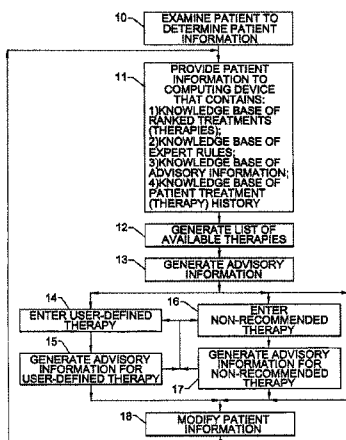 10
EXAMINE PATIENT TO
DETERMINE PATIENT
INFORMATION
11
PROVIDE PATIENT
INFORMATION TO
COMPUTING DEVICE
THAT CONTAINS:
1)KNOWLEDGE BASE OF
RANKED TREATMENTS
(THERAPIES);
2)KNOWLEDGE BASE OF
EXPERT RULES;
3)KNOWLEDGE BASE OF
ADVISORY INFORMATION;
4)KNOWLEDGE BASE OF
PATIENT TREATMENT
(THERAPY) HISTORY
12
GENERATE LIST OF
AVAILABLE THERAPIES
13
GENERATE ADVISORY
INFORMATION
14
ENTER USER-DEFINED
THERAPY
15
GENERATE ADVISORY
INFORMATION FOR
USER-DEFINED THERAPY
16
ENTER
NON-RECOMMENDED
THERAPY
GENERATE ADVISORY
INFORMATION FOR
NON-RECOMMENDED
THERAPY
17
18
MODIFY PATIENT
INFORMATION